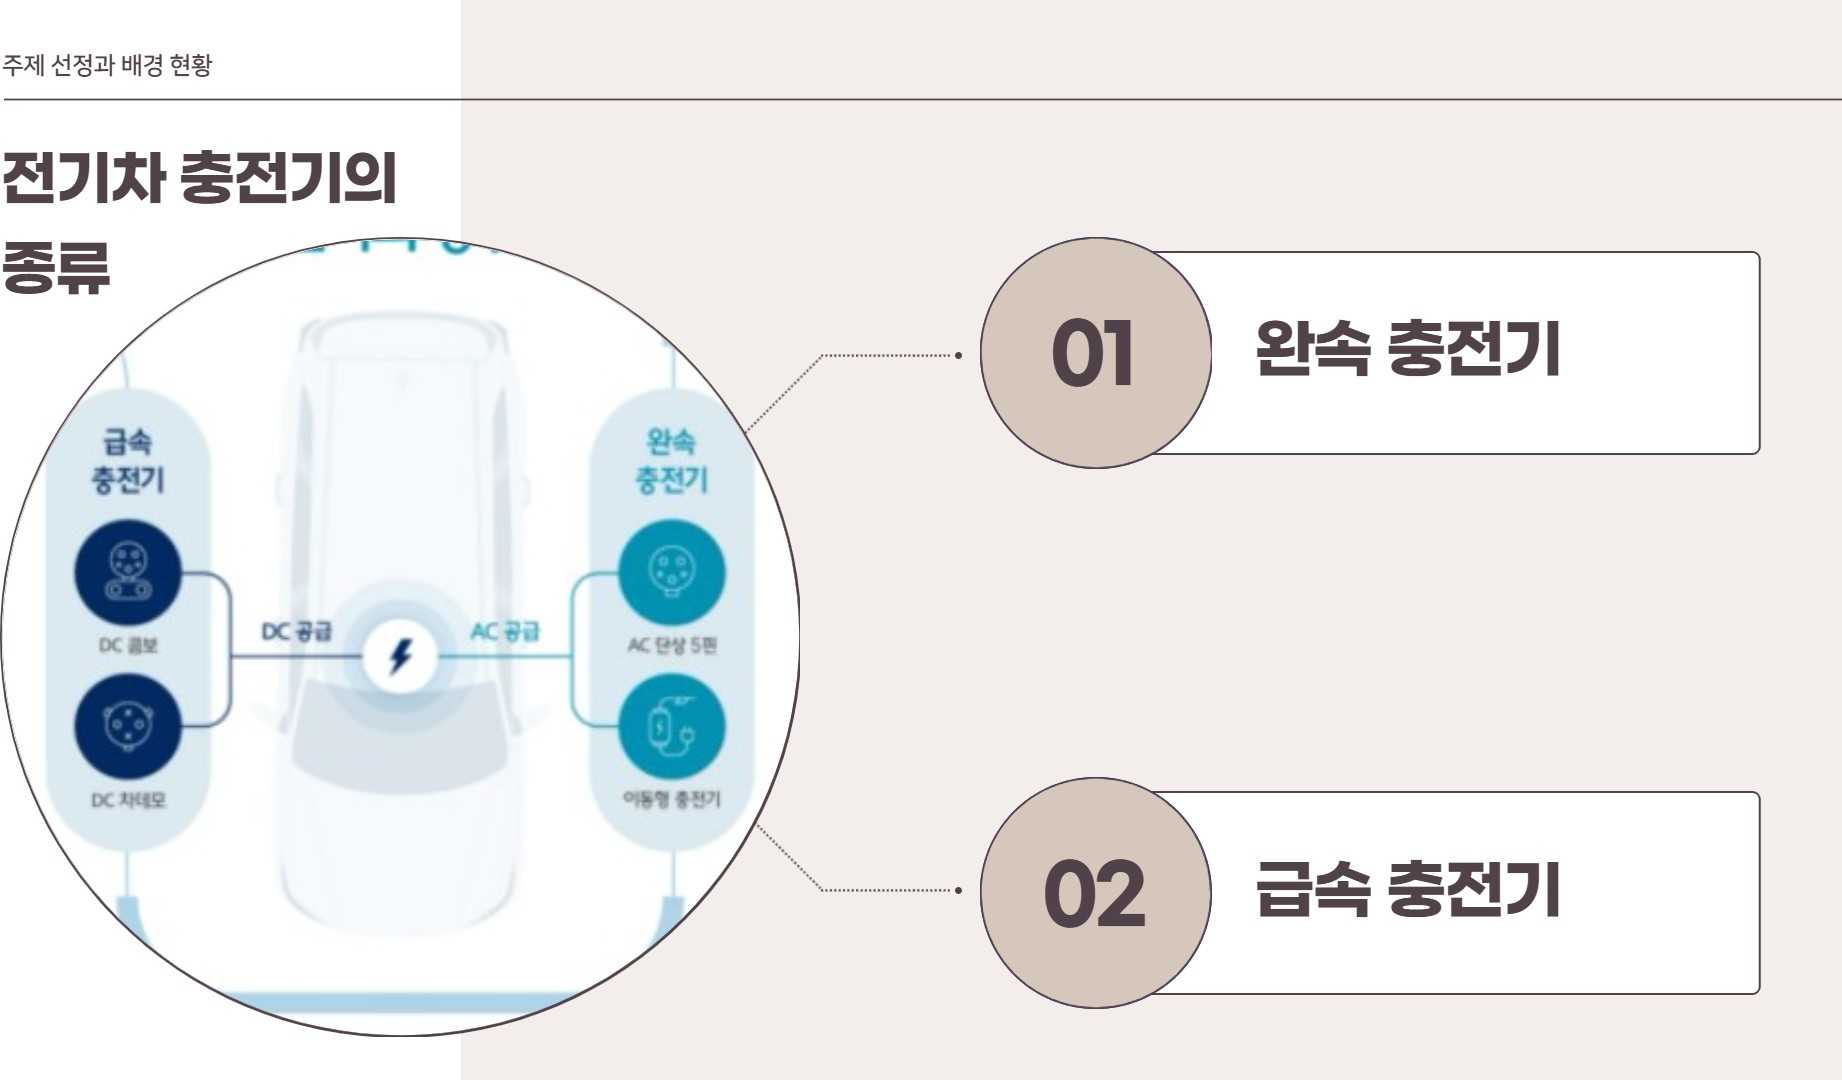 주제 선정과 배경 현황
전기차 충전기의
종류
급속
충전기
DC 콤보
DC 차데모
DC 공급
AC 공급
완속
충전기
AC 단상 5핀
이동형 충전기
01
완속 충전기
02
급속 충전기